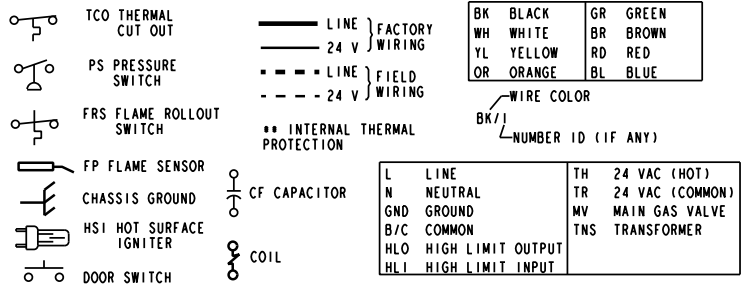 TCO THERMAL
CUT OUT
PS PRESSURE
SWITCH
FRS FLAME ROLLOUT
SWITCH
FP FLAME SENSOR
CHASSIS GROUND
HSI HOT SURFACE
IGNITER
DOOR SWITCH
LINE
24 V
FACTORY
WIRING
LINE
24 V
FIELD
WIRING
** INTERNAL THERMAL
PROTECTION
CF CAPACITOR
COIL
BK BLACK GR GREEN
WH WHITE BR BROWN
YL YELLOW RD RED
OR ORANGE BL BLUE
WIRE COLOR
BK/1
NUMBER ID (IF ANY)
L LINE TH 24 VAC (HOT)
N NEUTRAL TR 24 VAC (COMMON)
GND GROUND MV MAIN GAS VALVE
B/C COMMON TNS TRANSFORMER
HLO HIGH LIMIT OUTPUT
HLI HIGH LIMIT INPUT